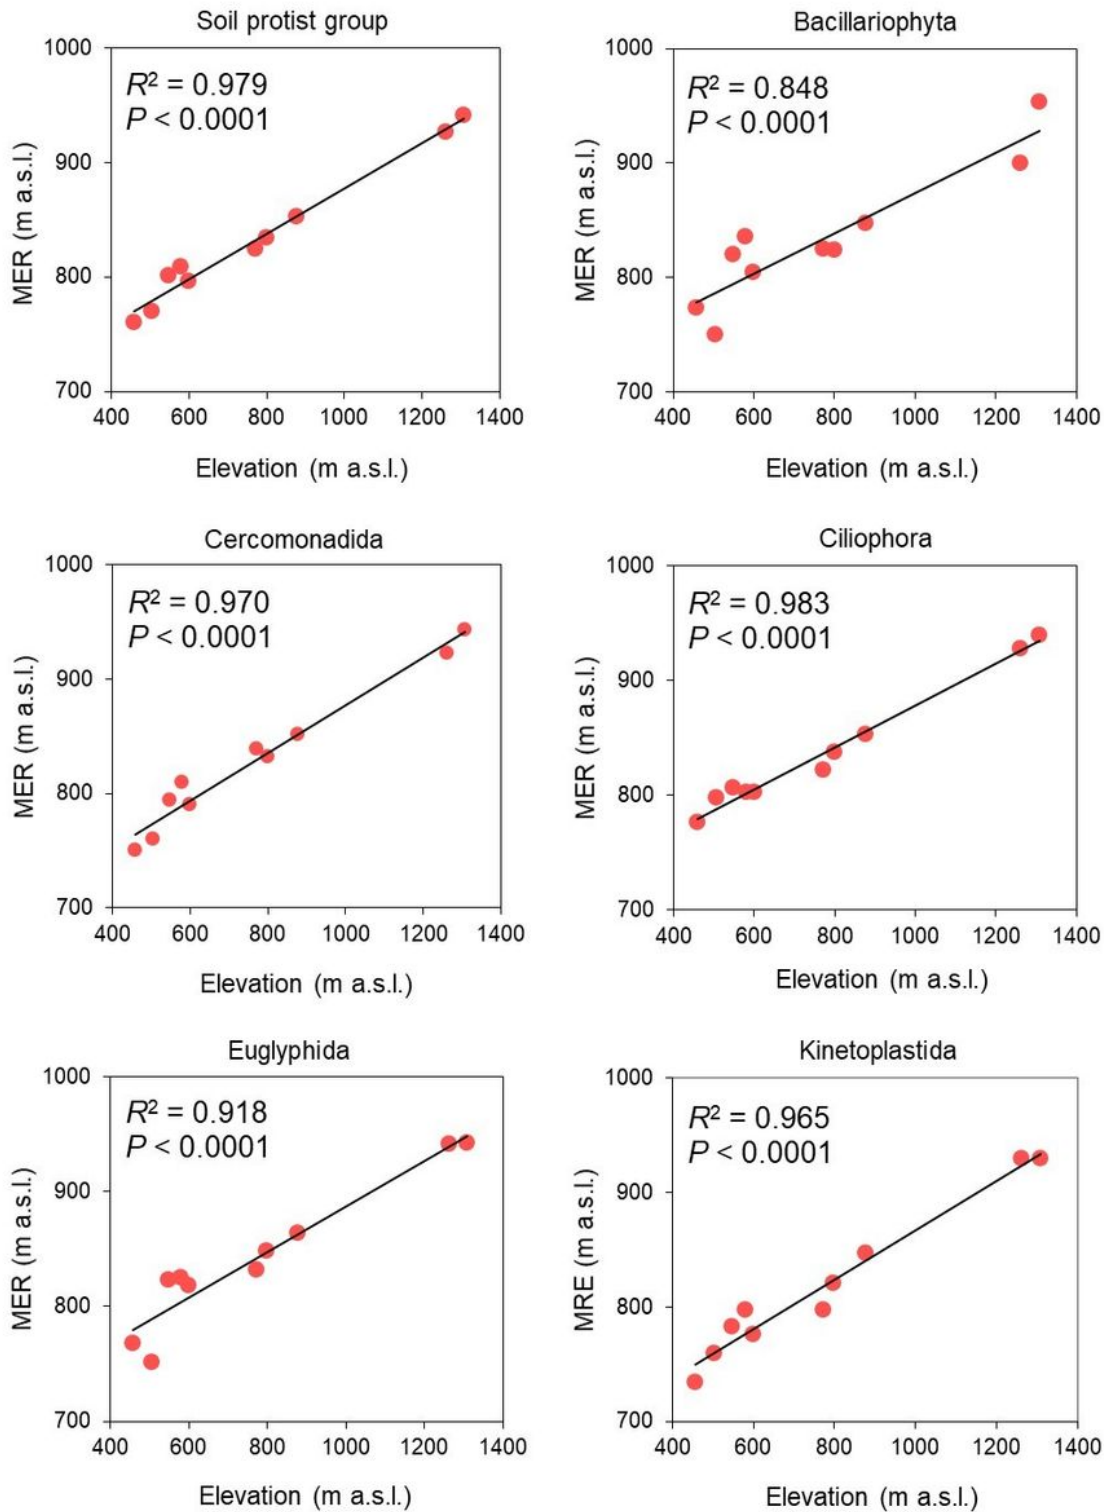 Soil protist group
1000
900
800
700
MER (m a.s.l.)
R² = 0.979
P < 0.0001
400 600 800 1000 1200 1400
Elevation (m a.s.l.)
Bacillariophyta
1000
900
800
700
MER (m a.s.l.)
R² = 0.848
P < 0.0001
400 600 800 1000 1200 1400
Elevation (m a.s.l.)
Cercomonadida
1000
900
800
700
MER (m a.s.l.)
R² = 0.970
P < 0.0001
400 600 800 1000 1200 1400
Elevation (m a.s.l.)
Ciliophora
1000
900
800
700
MER (m a.s.l.)
R² = 0.983
P < 0.0001
400 600 800 1000 1200 1400
Elevation (m a.s.l.)
Euglyphida
1000
900
800
700
MER (m a.s.l.)
R² = 0.918
P < 0.0001
400 600 800 1000 1200 1400
Elevation (m a.s.l.)
Kinetoplastida
1000
900
800
700
MRE (m a.s.l.)
R² = 0.965
P < 0.0001
400 600 800 1000 1200 1400
Elevation (m a.s.l.)